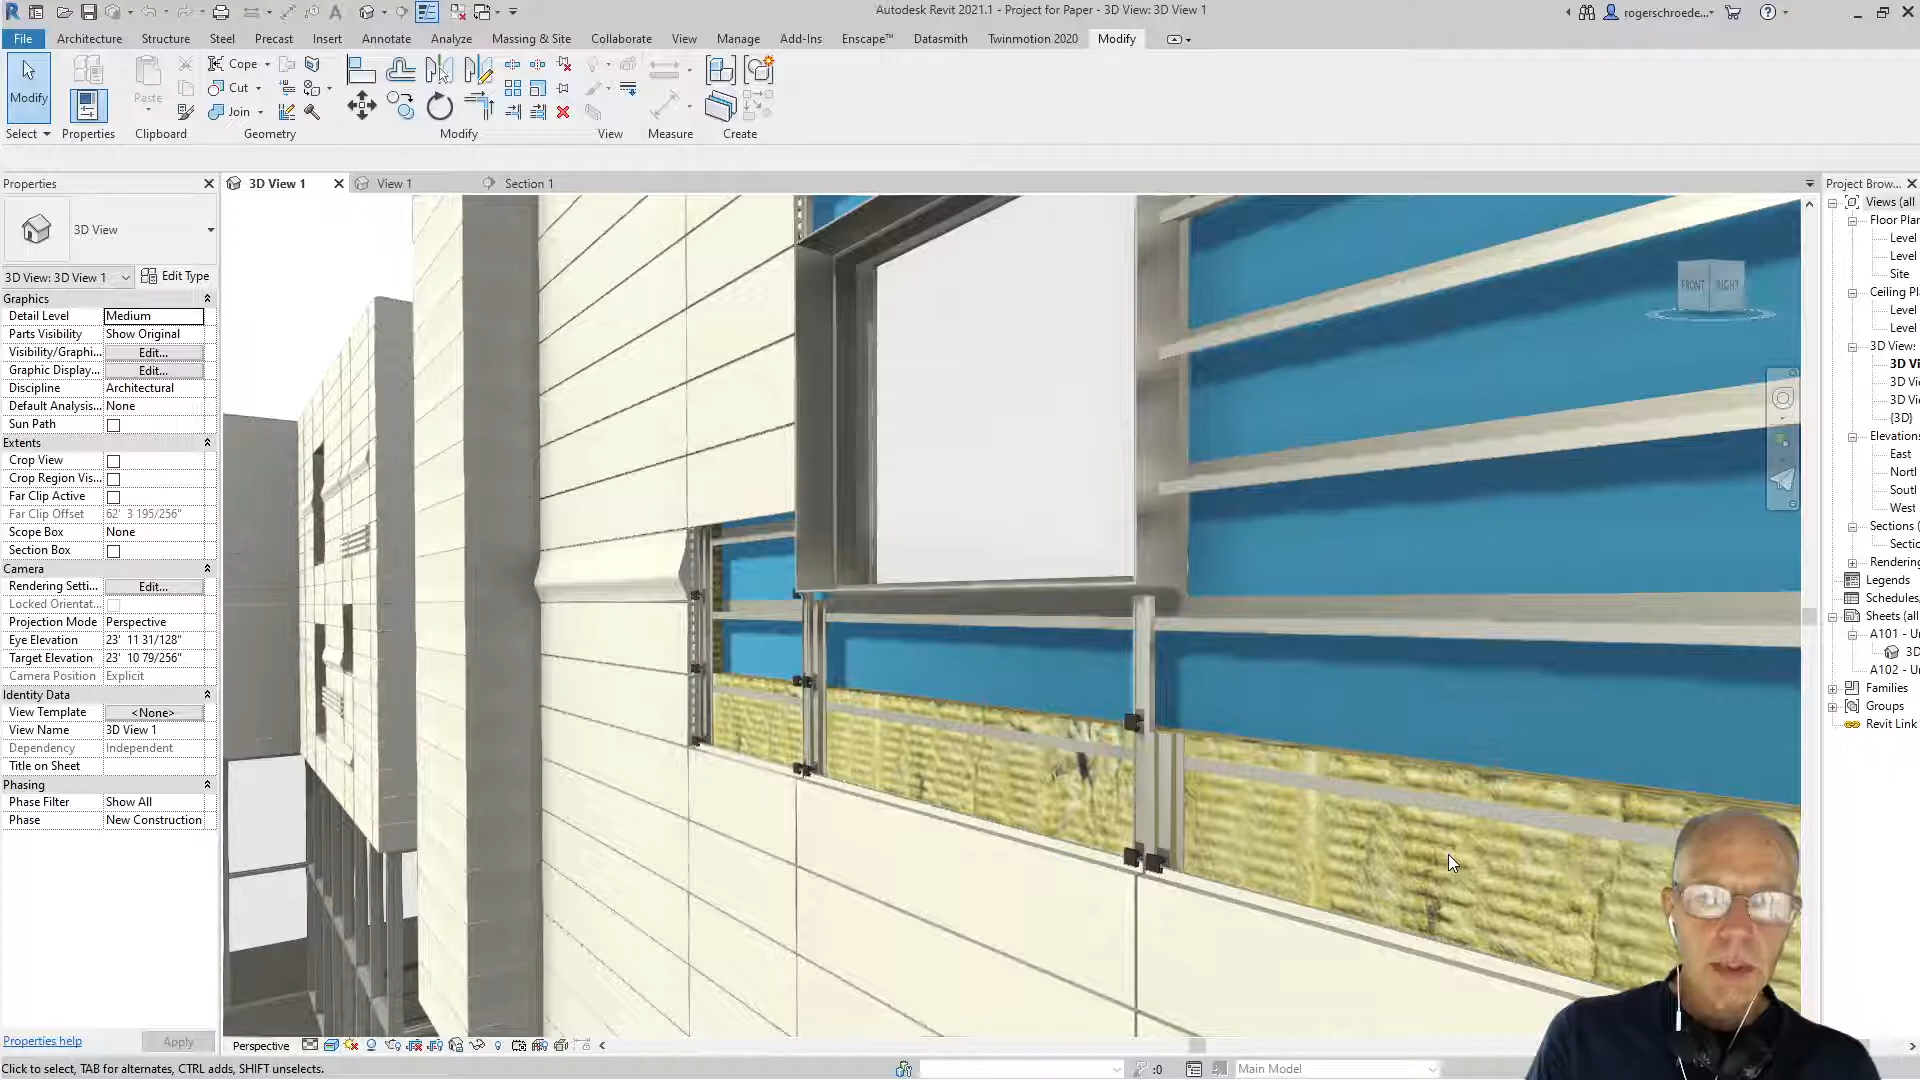 Autodesk Revit 2021.1 - Project for Paper - 3D View: 3D View 1
rogerschroede...
File
Architecture
Structure
Steel
Precast
Insert
Annotate
Analyze
Massing & Site
Collaborate
View
Manage
Add-Ins
Enscape™
Datasmith
Twinmotion 2020
Modify
Modify
Paste
Cope
Cut
Join
Select
Properties
Clipboard
Geometry
Modify
View
Measure
Create
Properties
3D View 1
View 1
Section 1
Project Brow...
3D View
3D View: 3D View 1
Edit Type
Graphics
Detail Level Medium
Parts Visibility Show Original
Visibility/Graphi... Edit...
Graphic Display... Edit...
Discipline Architectural
Default Analysis... None
Sun Path
Extents
Crop View
Crop Region Vis...
Far Clip Active
Far Clip Offset 62' 3 195/256"
Scope Box None
Section Box
Camera
Rendering Setti... Edit...
Locked Orientat...
Projection Mode Perspective
Eye Elevation 23' 11 31/128"
Target Elevation 23' 10 79/256"
Camera Position Explicit
Identity Data
View Template <None>
View Name 3D View 1
Dependency Independent
Title on Sheet
Phasing
Phase Filter Show All
Phase New Construction
Properties help
Apply
FRONT
RIGHT
Views (all
Floor Plan
Level
Level
Site
Ceiling Pl
Level
Level
3D View:
3D Vi
3D Vi
3D Vi
{3D}
Elevations
East
Nortl
Soutl
West
Sections (
Sectic
Rendering
Legends
Schedules,
Sheets (all
A101 - Ur
3D
A102 - Ur
Families
Groups
Revit Link
Perspective
Click to select, TAB for alternates, CTRL adds, SHIFT unselects.
:0
Main Model